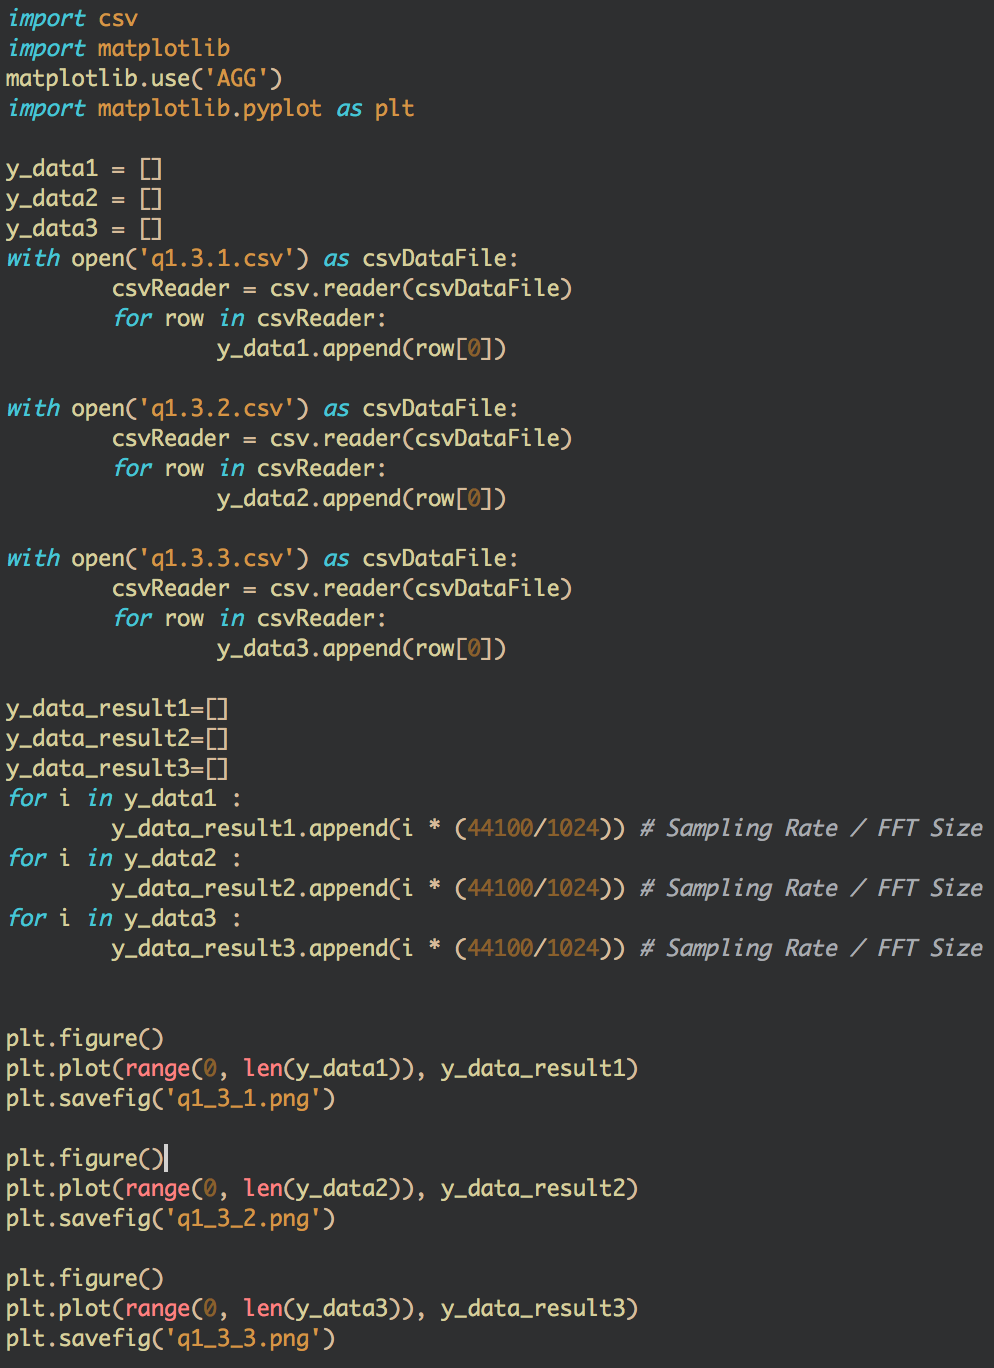 import csv
import matplotlib
matplotlib.use('AGG')
import matplotlib.pyplot as plt

y_data1 = []
y_data2 = []
y_data3 = []
with open('q1.3.1.csv') as csvDataFile:
        csvReader = csv.reader(csvDataFile)
        for row in csvReader:
                y_data1.append(row[0])

with open('q1.3.2.csv') as csvDataFile:
        csvReader = csv.reader(csvDataFile)
        for row in csvReader:
                y_data2.append(row[0])

with open('q1.3.3.csv') as csvDataFile:
        csvReader = csv.reader(csvDataFile)
        for row in csvReader:
                y_data3.append(row[0])

y_data_result1=[]
y_data_result2=[]
y_data_result3=[]
for i in y_data1 :
        y_data_result1.append(i * (44100/1024)) # Sampling Rate / FFT Size
for i in y_data2 :
        y_data_result2.append(i * (44100/1024)) # Sampling Rate / FFT Size
for i in y_data3 :
        y_data_result3.append(i * (44100/1024)) # Sampling Rate / FFT Size


plt.figure()
plt.plot(range(0, len(y_data1)), y_data_result1)
plt.savefig('q1_3_1.png')

plt.figure()
plt.plot(range(0, len(y_data2)), y_data_result2)
plt.savefig('q1_3_2.png')

plt.figure()
plt.plot(range(0, len(y_data3)), y_data_result3)
plt.savefig('q1_3_3.png')